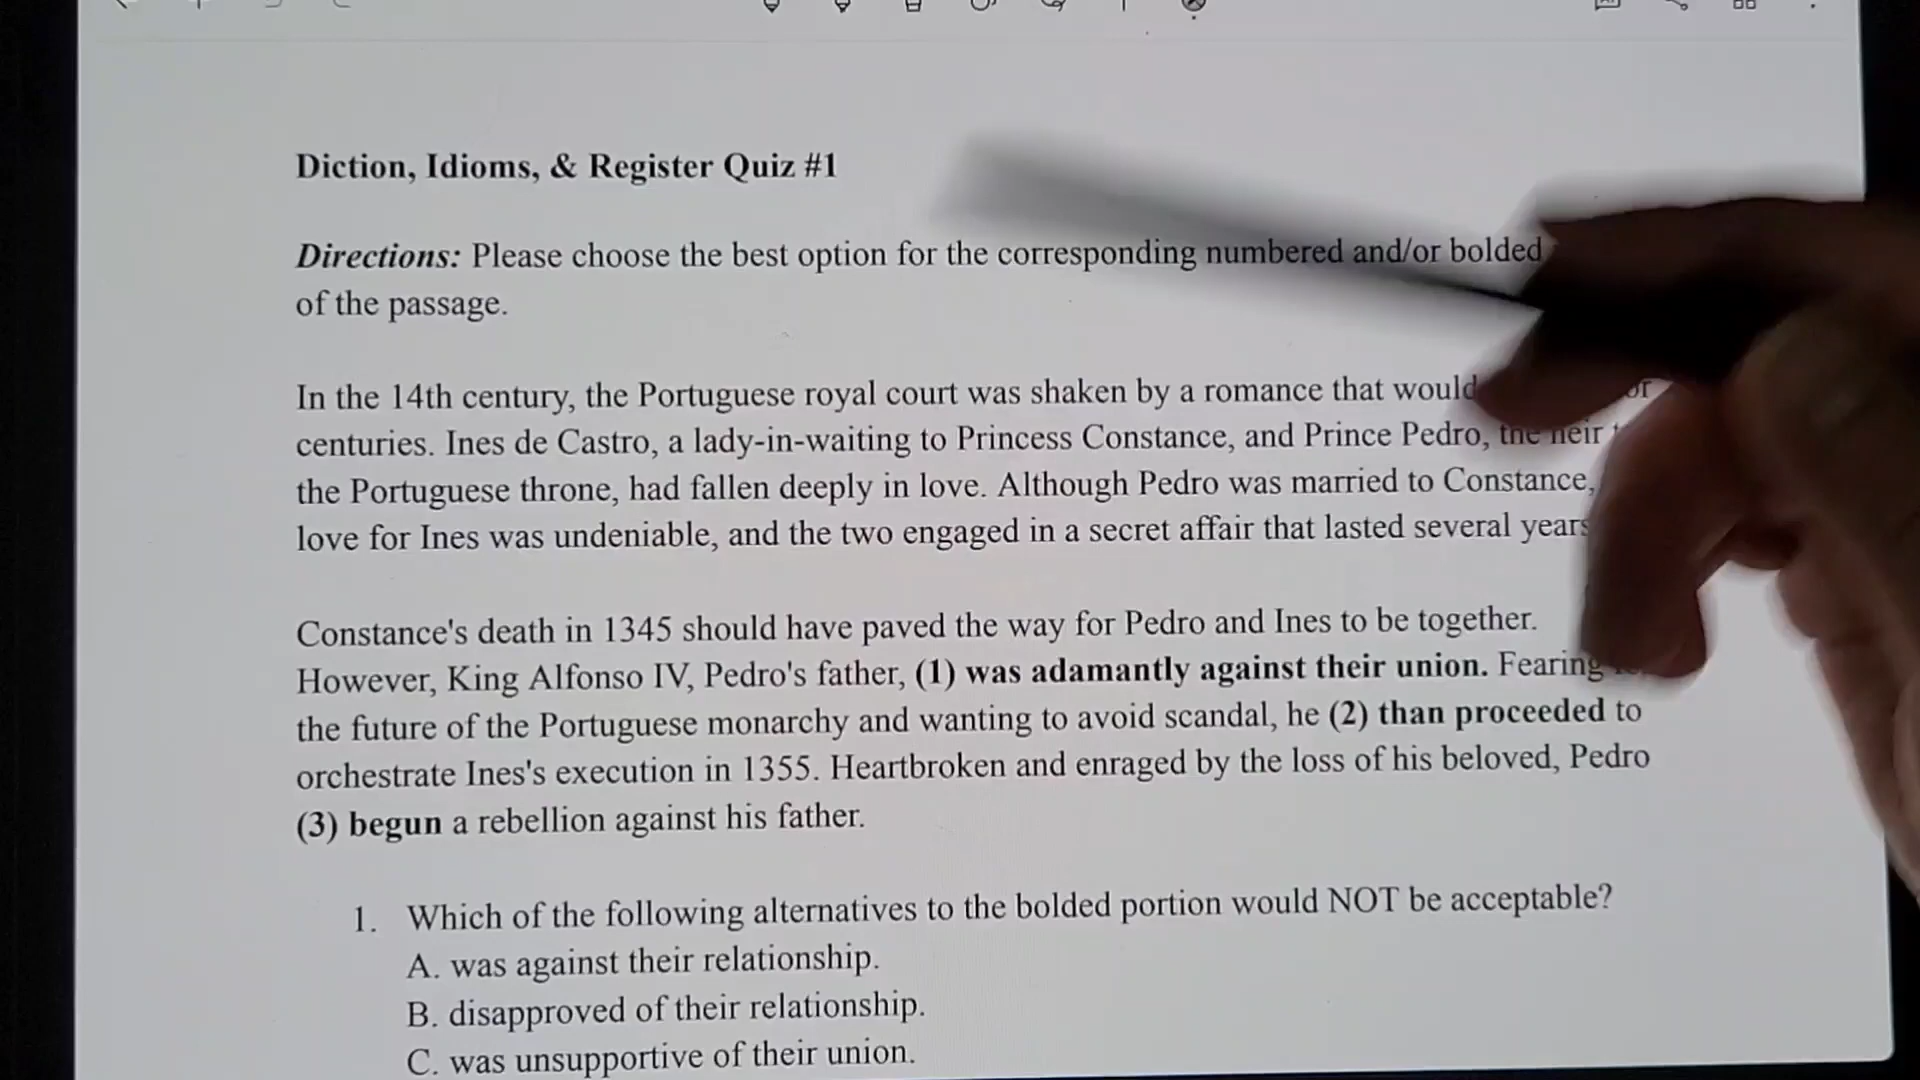 Diction, Idioms, & Register Quiz #1
Directions: Please choose the best option for the corresponding numbered and/or bolded
of the passage.
In the 14th century, the Portuguese royal court was shaken by a romance that would
centuries. Ines de Castro, a lady-in-waiting to Princess Constance, and Prince Pedro, the heir
the Portuguese throne, had fallen deeply in love. Although Pedro was married to Constance,
love for Ines was undeniable, and the two engaged in a secret affair that lasted several years
Constance's death in 1345 should have paved the way for Pedro and Ines to be together.
However, King Alfonso IV, Pedro's father, (1) was adamantly against their union. Fearing
the future of the Portuguese monarchy and wanting to avoid scandal, he (2) than proceeded to
orchestrate Ines's execution in 1355. Heartbroken and enraged by the loss of his beloved, Pedro
(3) begun a rebellion against his father.
1. Which of the following alternatives to the bolded portion would NOT be acceptable?
A. was against their relationship.
B. disapproved of their relationship.
C. was unsupportive of their union.